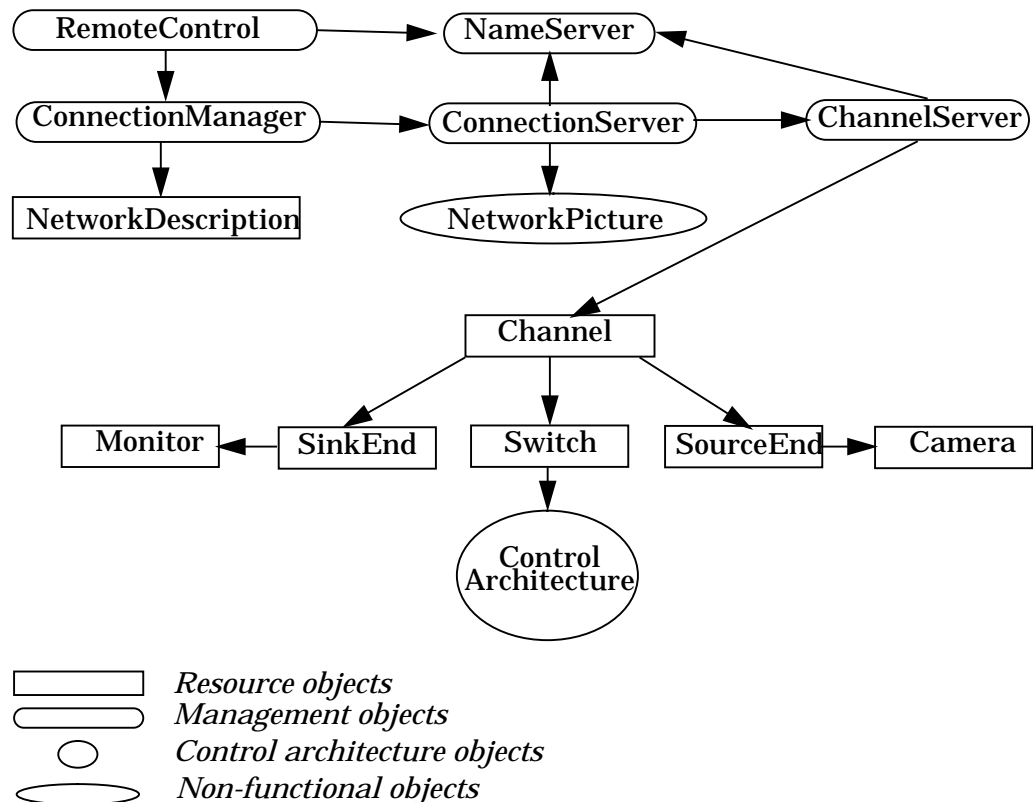 RemoteControl
NameServer
ConnectionManager
ConnectionServer
ChannelServer
NetworkDescription
NetworkPicture
Channel
Monitor
SinkEnd
Switch
SourceEnd
Camera
Control
Architecture
Resource objects
Management objects
Control architecture objects
Non-functional objects